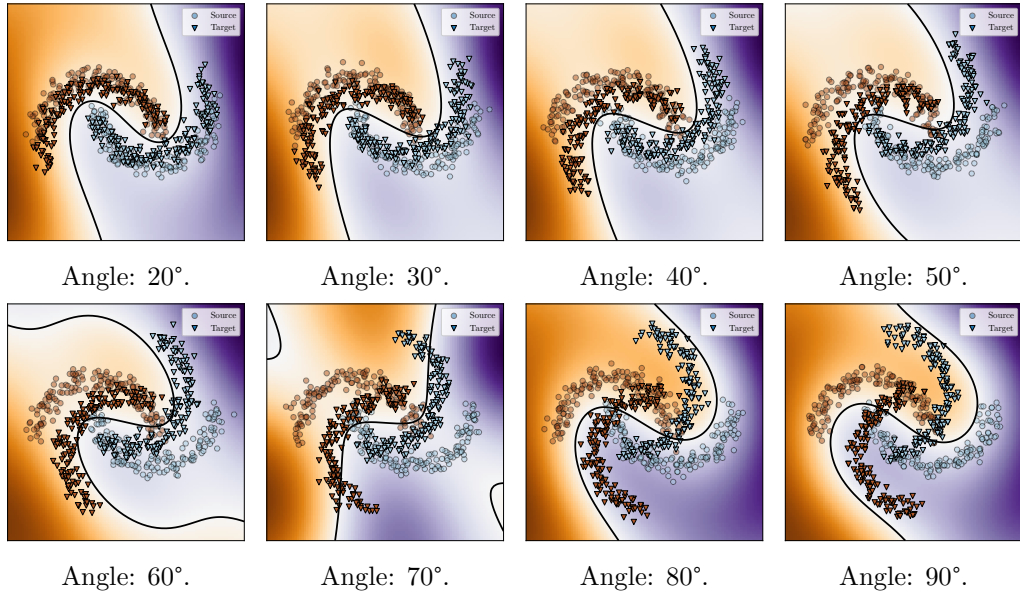 Source Source Source Source
Target Target Target Target
Angle: 20°. Angle: 30°. Angle: 40°. Angle: 50°.
Source Source Source Source
Target Target Target Target
Angle: 60°. Angle: 70°. Angle: 80°. Angle: 90°.